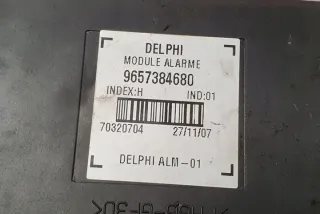 DELPHI
MODULE ALARME
9657384680
INDEX:H IND:01
70320704 27/11/07
DELPHI ALM-01